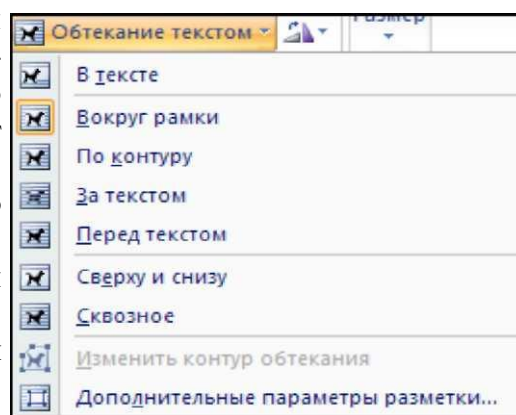 Обтекание текстом
Размер
В тексте
Вокруг рамки
По контуру
За текстом
Перед текстом
Сверху и снизу
Сквозное
Изменить контур обтекания
Дополнительные параметры разметки...